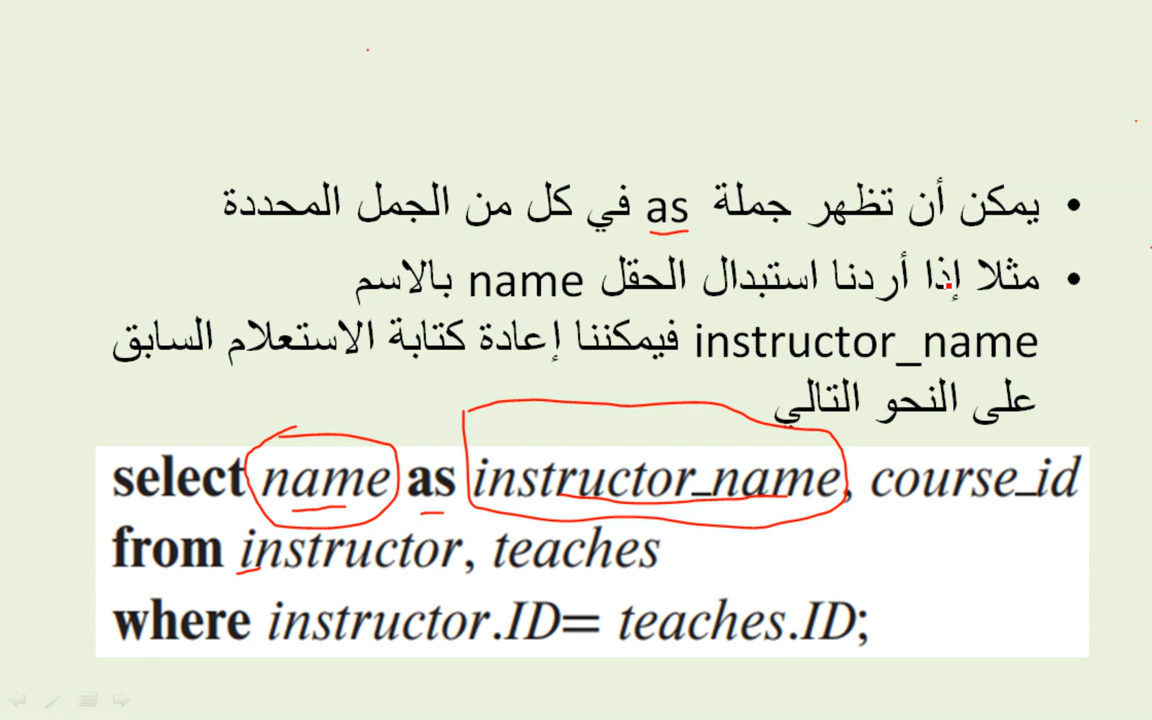 • يمكن أن تظهر جملة as في كل من الجمل المحددة
• مثلا إذا أردنا استبدال الحقل name بالاسم
instructor_name فيمكننا إعادة كتابة الاستعلام السابق
على النحو التالي
select name as instructor_name, course_id
from instructor, teaches
where instructor.ID= teaches.ID;